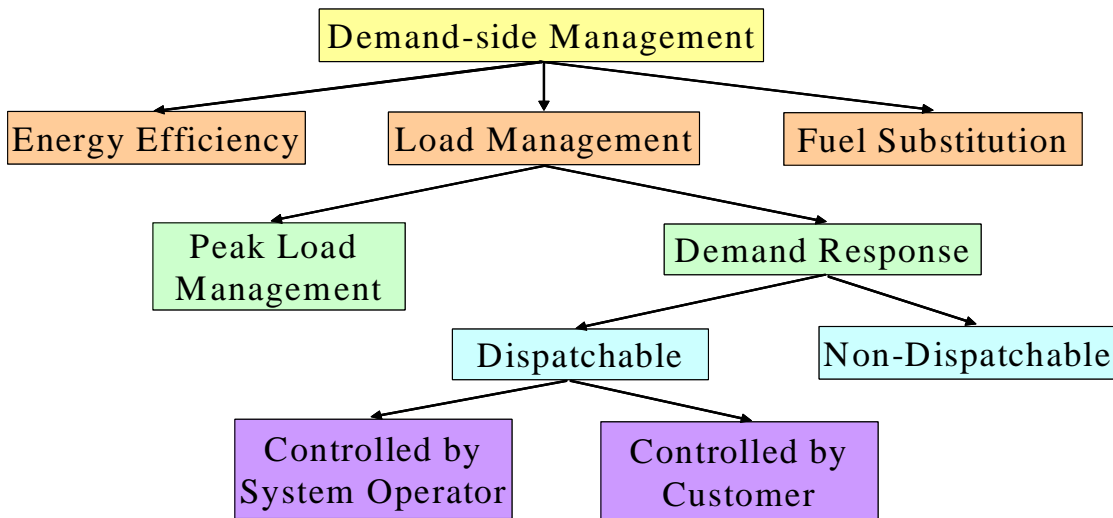 Demand-side Management
Energy Efficiency
Load Management
Fuel Substitution
Peak Load
Management
Demand Response
Dispatchable
Non-Dispatchable
Controlled by
System Operator
Controlled by
Customer